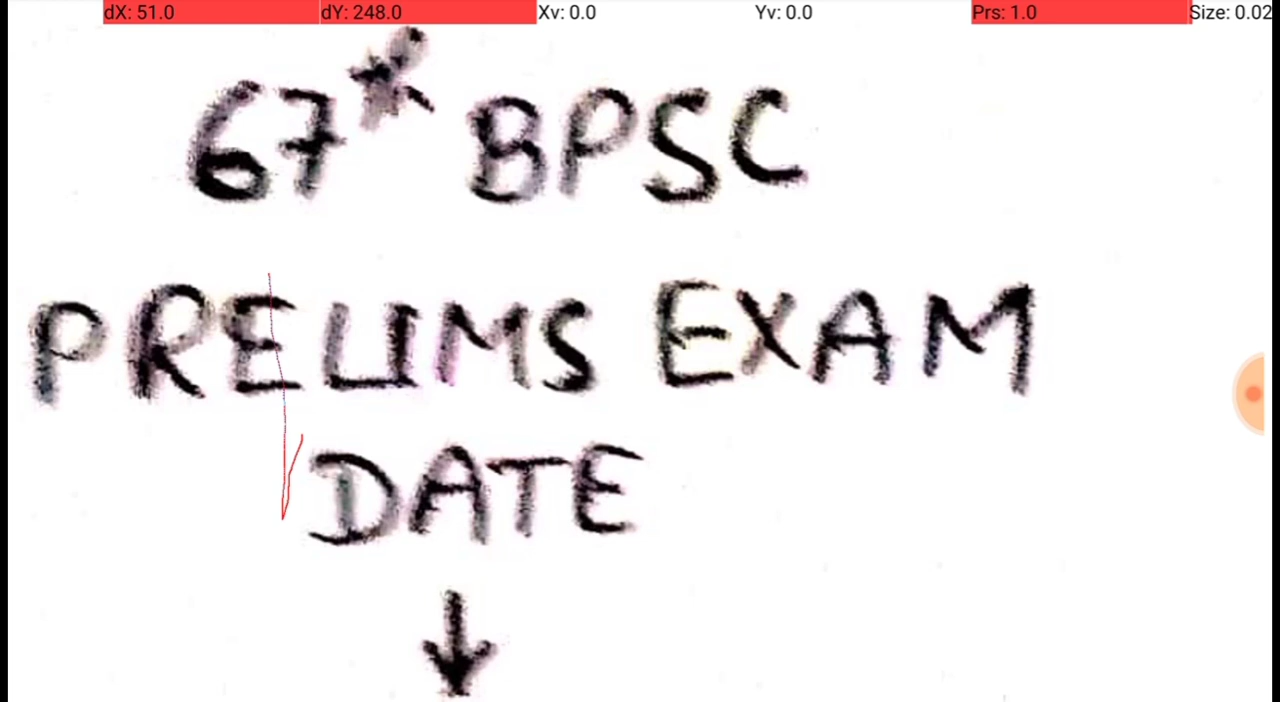 dX: 51.0 dY: 248.0 Xv: 0.0 Yv: 0.0 Prs: 1.0 Size: 0.02
67 BPSC
PRELIMS EXAM
DATE
↓